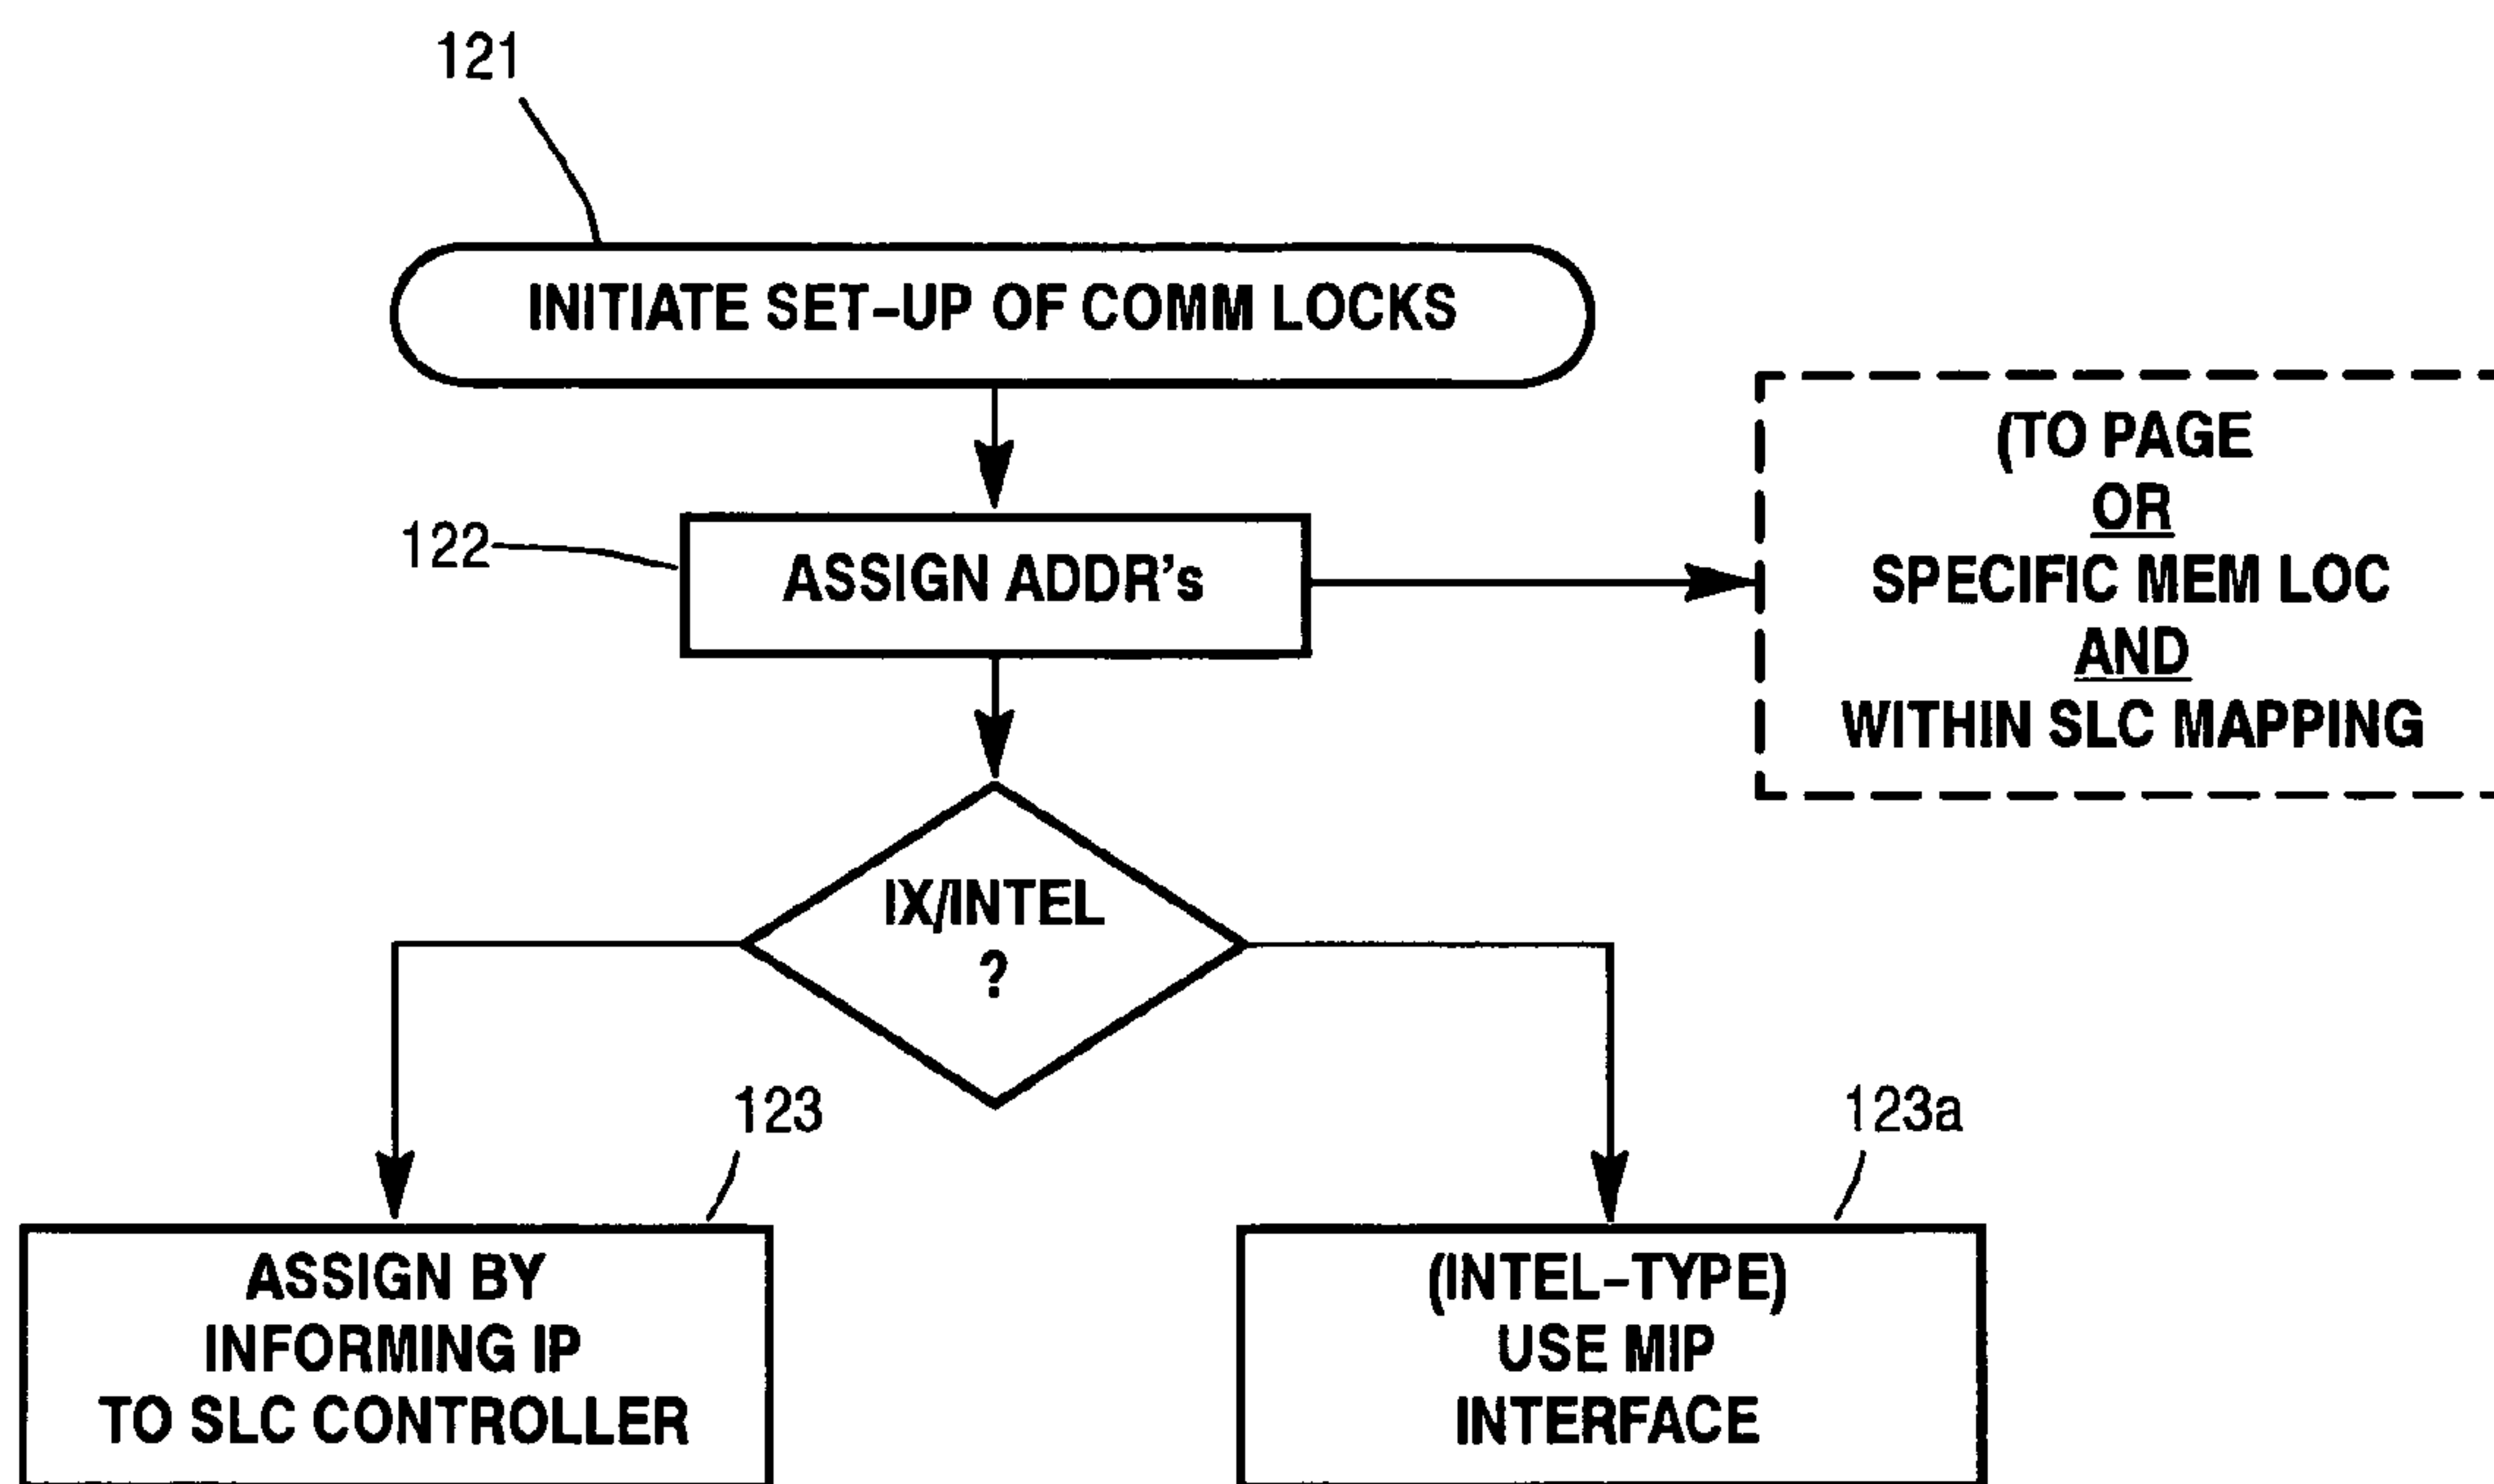 121
INITIATE SET-UP OF COMM LOCKS
(TO PAGE
OR
SPECIFIC MEM LOC
AND
WITHIN SLC MAPPING
122
ASSIGN ADDR's
IX/INTEL
?
123
123a
ASSIGN BY
INFORMING IP
TO SLC CONTROLLER
(INTEL-TYPE)
USE MIP
INTERFACE